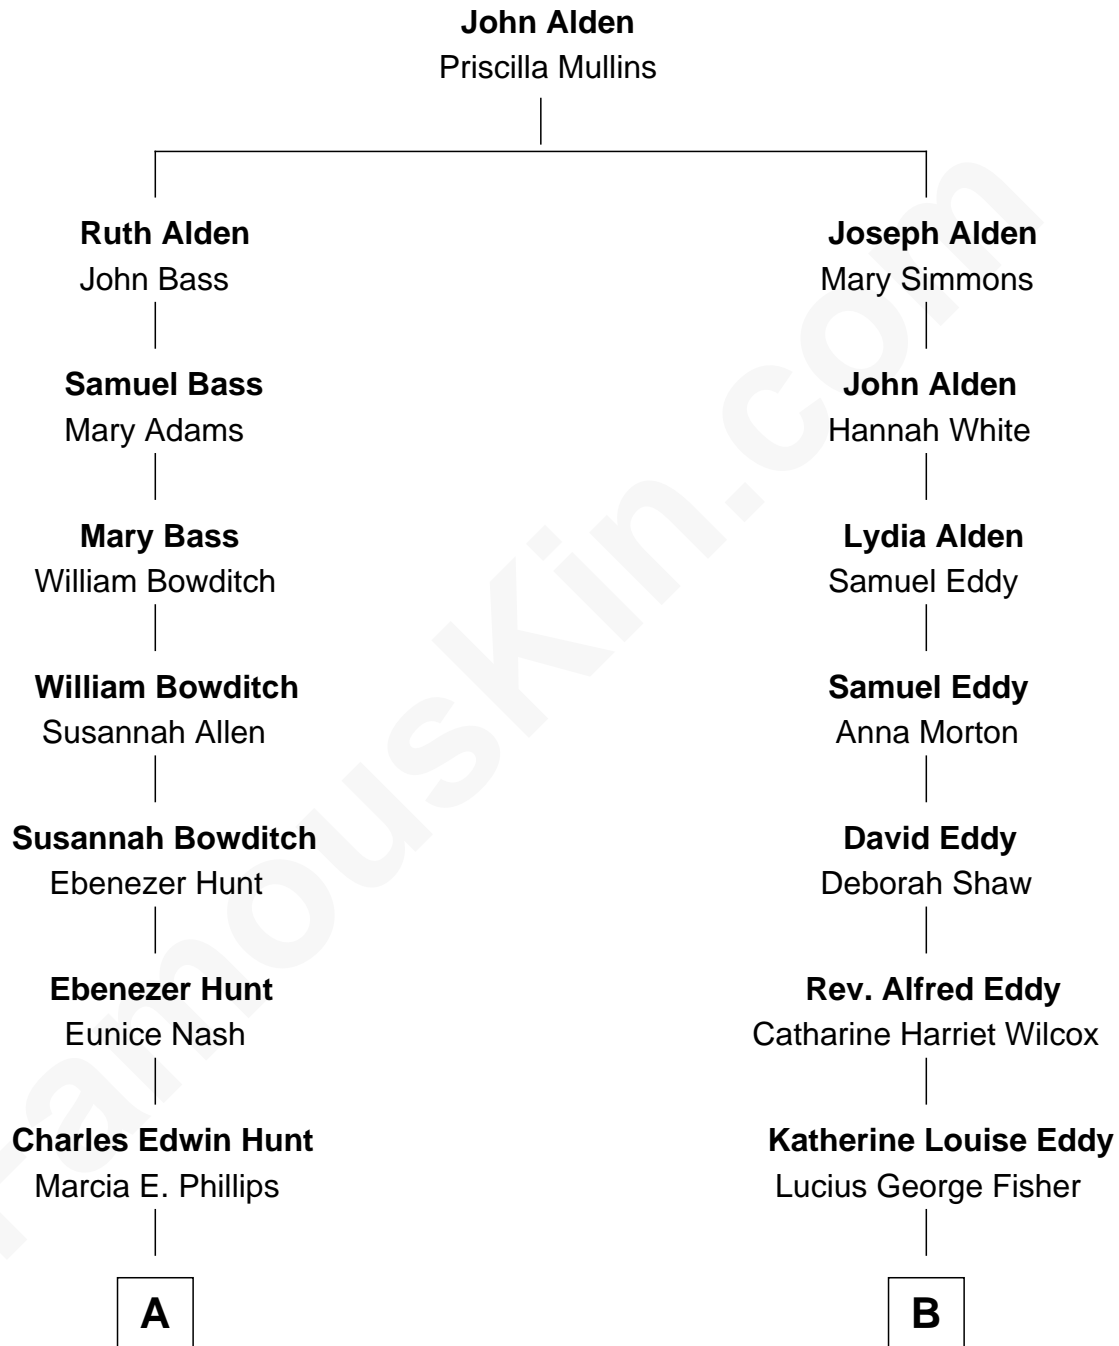 John Alden
Priscilla Mullins
Ruth Alden
John Bass
Joseph Alden
Mary Simmons
Samuel Bass
Mary Adams
John Alden
Hannah White
Mary Bass
William Bowditch
Lydia Alden
Samuel Eddy
William Bowditch
Susannah Allen
Samuel Eddy
Anna Morton
Susannah Bowditch
Ebenezer Hunt
David Eddy
Deborah Shaw
Ebenezer Hunt
Eunice Nash
Rev. Alfred Eddy
Catharine Harriet Wilcox
Charles Edwin Hunt
Marcia E. Phillips
Katherine Louise Eddy
Lucius George Fisher
A
B
FamousKin.com